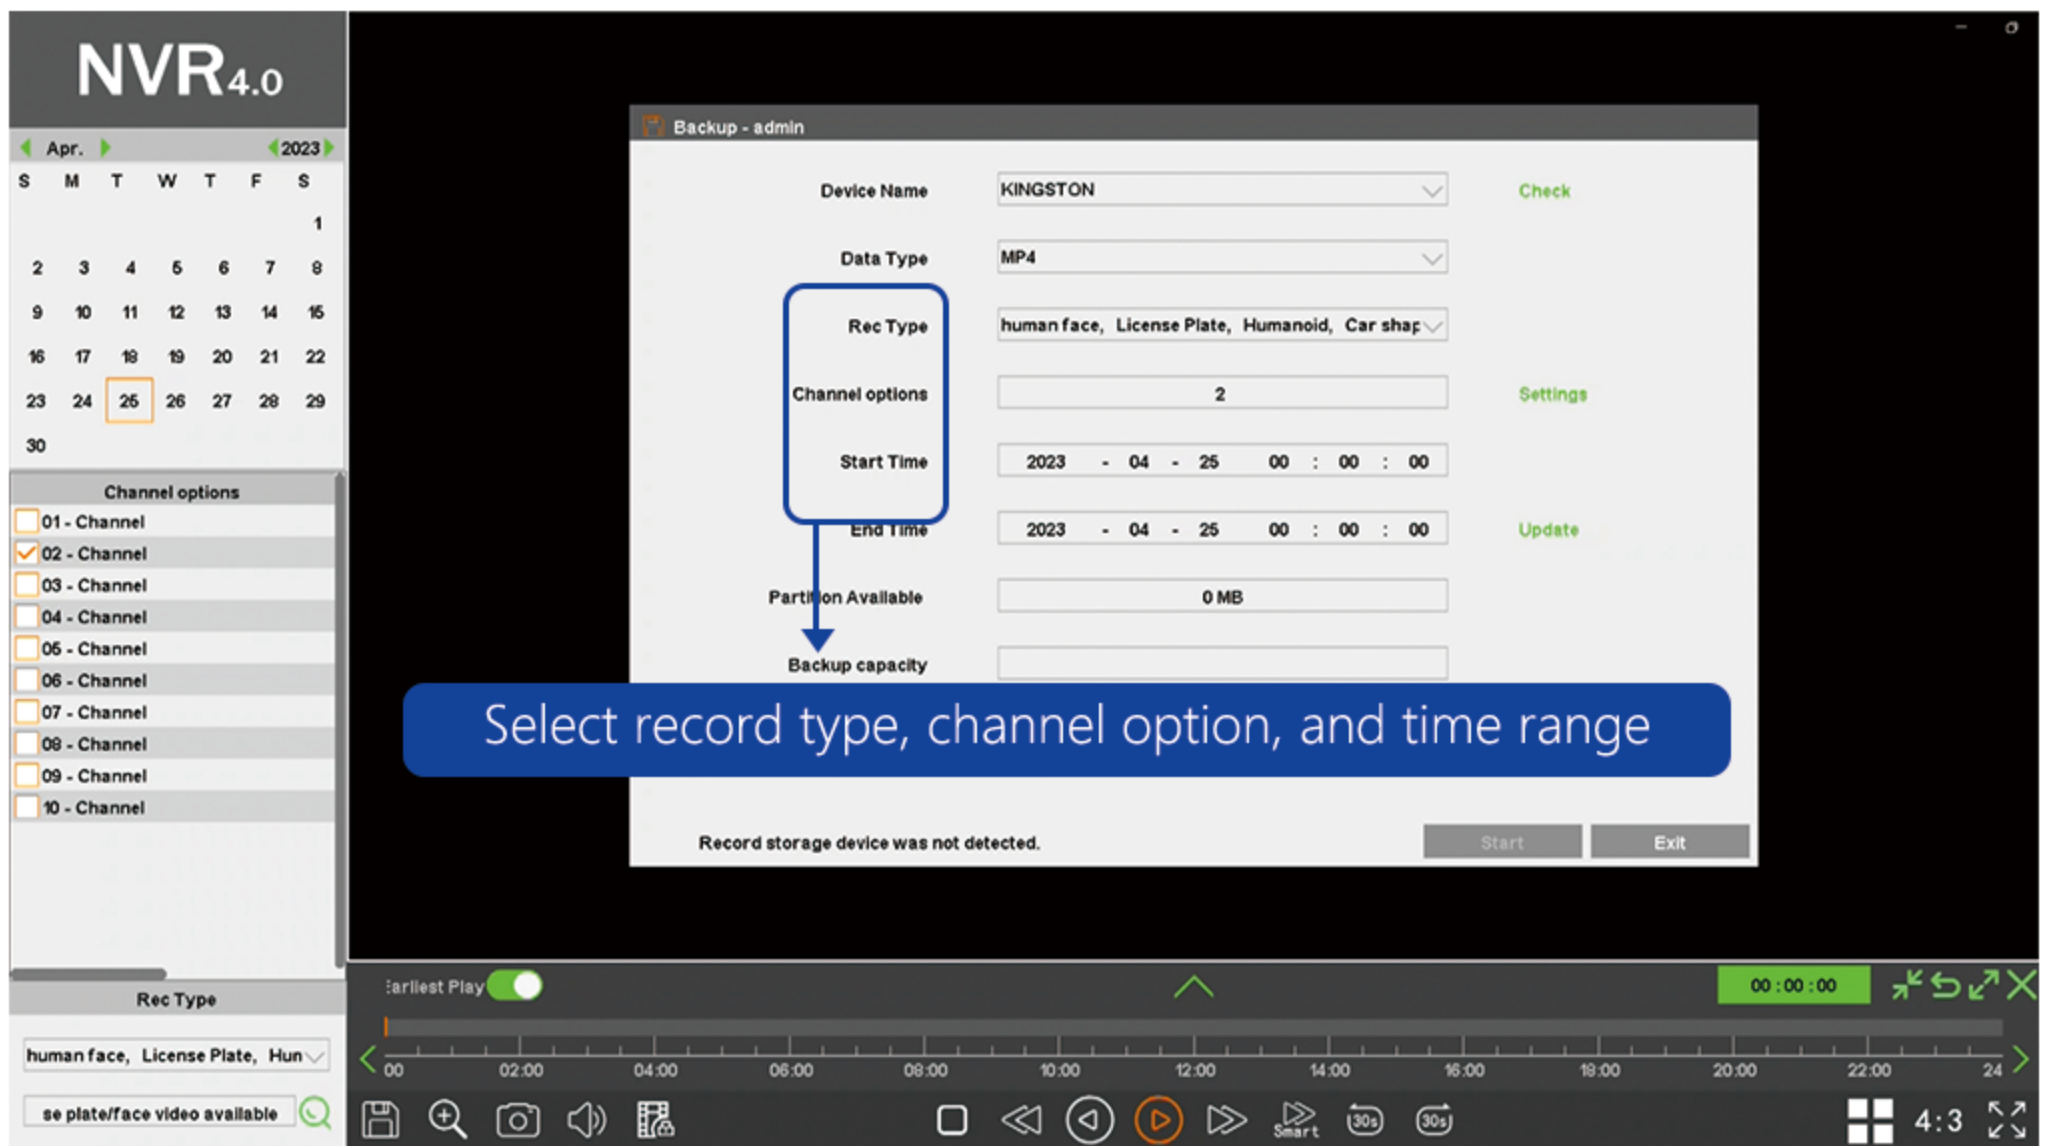 NVR4.0
Apr. 2023
S M T W T F S
1
2 3 4 5 6 7 8
9 10 11 12 13 14 15
16 17 18 19 20 21 22
23 24 25 26 27 28 29
30
Channel options
01 - Channel
02 - Channel
03 - Channel
04 - Channel
05 - Channel
06 - Channel
07 - Channel
08 - Channel
09 - Channel
10 - Channel
Rec Type
human face, License Plate, Hun
se plate/face video available
Backup - admin
Device Name KINGSTON Check
Data Type MP4
Rec Type human face, License Plate, Humanoid, Car shap
Channel options 2 Settings
Start Time 2023 - 04 - 25 00 : 00 : 00
End Time 2023 - 04 - 25 00 : 00 : 00 Update
Partition Available 0 MB
Backup capacity
Select record type, channel option, and time range
Record storage device was not detected. Start Exit
Earliest Play 00:00:00
00 02:00 04:00 06:00 08:00 10:00 12:00 14:00 16:00 18:00 20:00 22:00 24
Smart 30s 30s 4:3